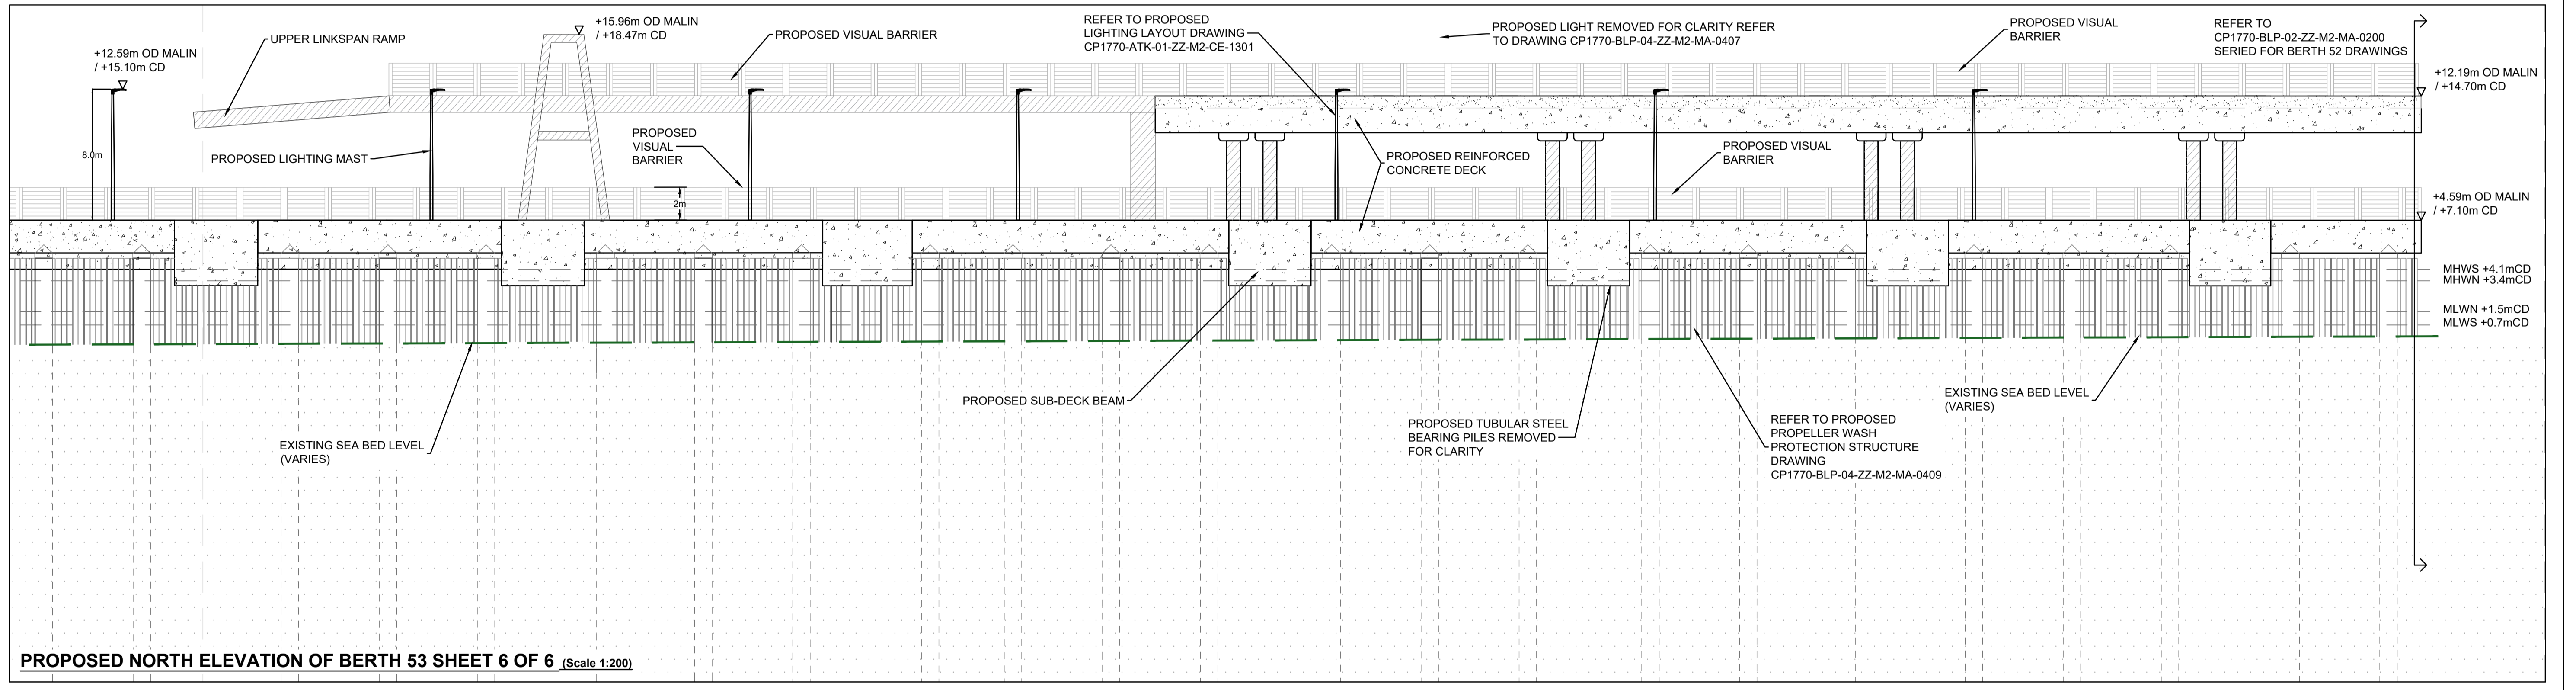 +12.59m OD MALIN
/ +15.10m CD
UPPER LINKSPAN RAMP
+15.96m OD MALIN
/ +18.47m CD
PROPOSED VISUAL BARRIER
REFER TO PROPOSED
LIGHTING LAYOUT DRAWING
CP1770-ATK-01-ZZ-M2-CE-1301
PROPOSED LIGHT REMOVED FOR CLARITY REFER
TO DRAWING CP1770-BLP-04-ZZ-M2-MA-0407
PROPOSED VISUAL
BARRIER
REFER TO
CP1770-BLP-02-ZZ-M2-MA-0200
SERIED FOR BERTH 52 DRAWINGS
+12.19m OD MALIN
/ +14.70m CD
8.0m
PROPOSED LIGHTING MAST
PROPOSED
VISUAL
BARRIER
2m
PROPOSED REINFORCED
CONCRETE DECK
PROPOSED VISUAL
BARRIER
+4.59m OD MALIN
/ +7.10m CD
MHWS +4.1mCD
MHWN +3.4mCD
MLWN +1.5mCD
MLWS +0.7mCD
EXISTING SEA BED LEVEL
(VARIES)
PROPOSED SUB-DECK BEAM
PROPOSED TUBULAR STEEL
BEARING PILES REMOVED
FOR CLARITY
REFER TO PROPOSED
PROPELLER WASH
PROTECTION STRUCTURE
DRAWING
CP1770-BLP-04-ZZ-M2-MA-0409
EXISTING SEA BED LEVEL
(VARIES)
PROPOSED NORTH ELEVATION OF BERTH 53 SHEET 6 OF 6 (Scale 1:200)